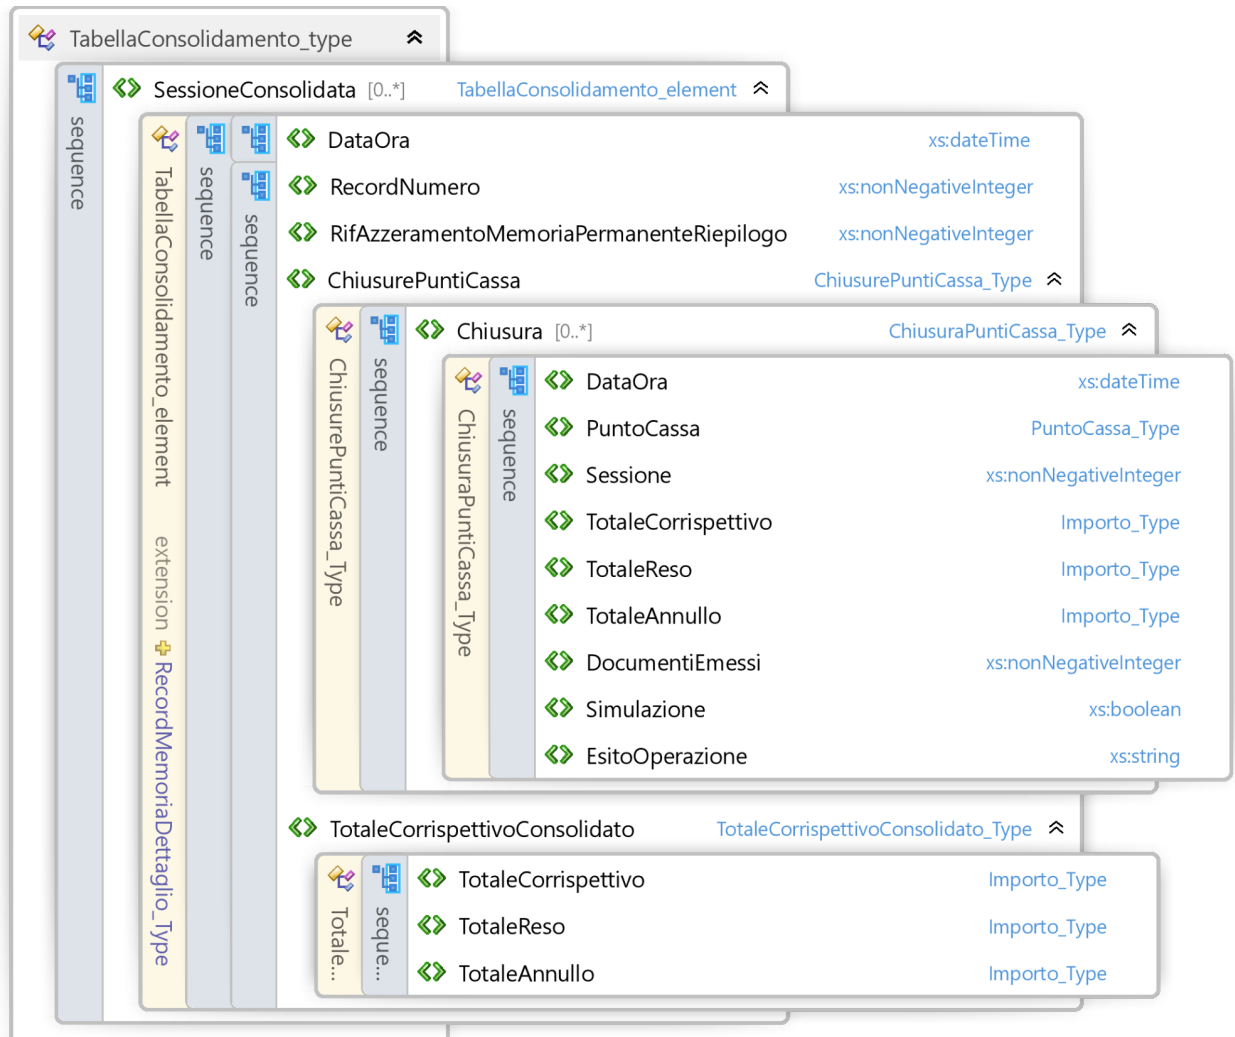 TabellaConsolidamento_type
sequence
SessioneConsolidata [0..*] TabellaConsolidamento_element
TabellaConsolidamento_element extension RecordMemoriaDettaglio_Type
sequence
sequence
DataOra xs:dateTime
RecordNumero xs:nonNegativeInteger
RifAzzeramentoMemoriaPermanenteRiepilogo xs:nonNegativeInteger
ChiusurePuntiCassa ChiusurePuntiCassa_Type
ChiusurePuntiCassa_Type
sequence
Chiusura [0..*] ChiusuraPuntiCassa_Type
ChiusuraPuntiCassa_Type
sequence
DataOra xs:dateTime
PuntoCassa PuntoCassa_Type
Sessione xs:nonNegativeInteger
TotaleCorrispettivo Importo_Type
TotaleReso Importo_Type
TotaleAnnullo Importo_Type
DocumentiEmessi xs:nonNegativeInteger
Simulazione xs:boolean
EsitoOperazione xs:string
TotaleCorrispettivoConsolidato TotaleCorrispettivoConsolidato_Type
Totale...
seque...
TotaleCorrispettivo Importo_Type
TotaleReso Importo_Type
TotaleAnnullo Importo_Type